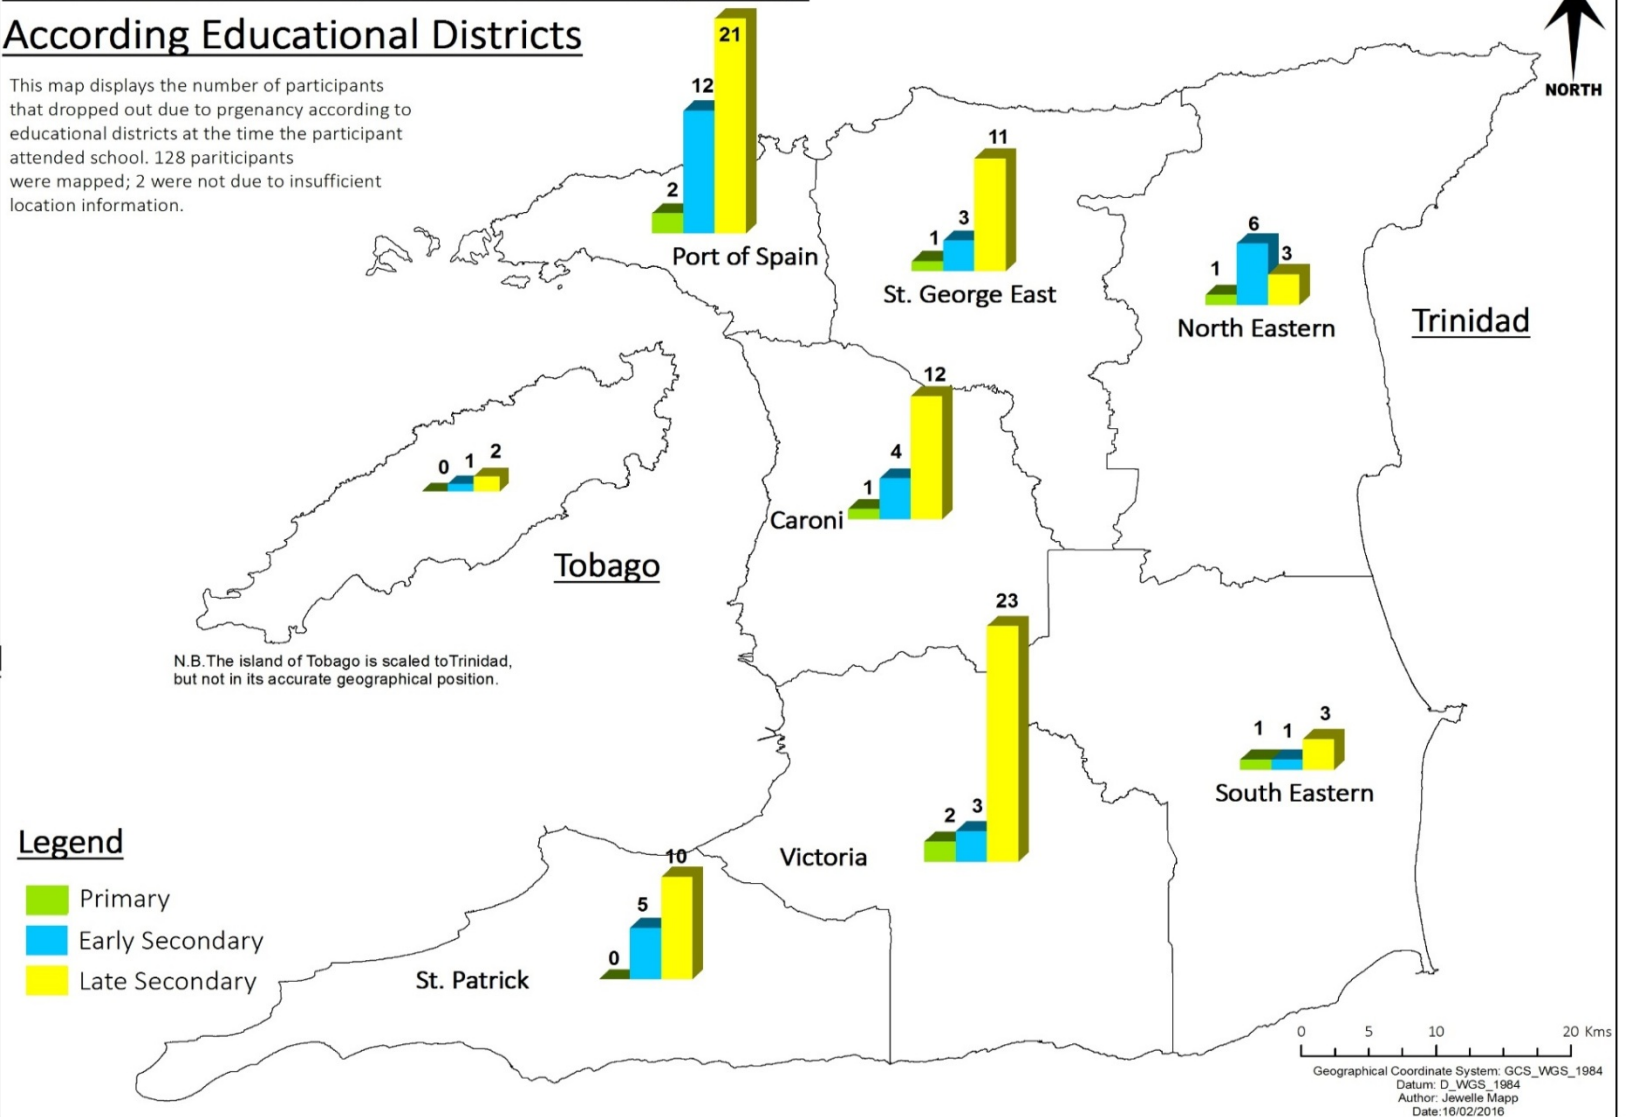 According Educational Districts
This map displays the number of participants
that dropped out due to prgenancy according to
educational districts at the time the participant
attended school. 128 pariticipants
were mapped; 2 were not due to insufficient
location information.
NORTH
2
12
21
Port of Spain
1
3
11
St. George East
1
6
3
North Eastern
Trinidad
0
1
2
Tobago
N.B.The island of Tobago is scaled toTrinidad,
but not in its accurate geographical position.
1
4
12
Caroni
2
3
23
Victoria
1
1
3
South Eastern
0
5
10
St. Patrick
Legend
Primary
Early Secondary
Late Secondary
0 5 10 20 Kms
Geographical Coordinate System: GCS_WGS_1984
Datum: D_WGS_1984
Author: Jewelle Mapp
Date:16/02/2016